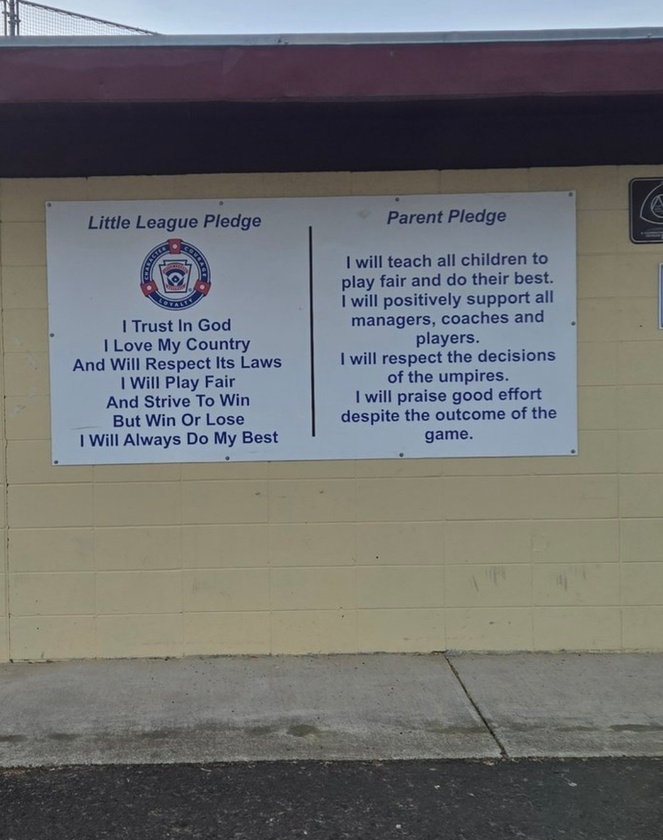 Little League Pledge
CHARACTER COURAGE
LOYALTY
I Trust In God
I Love My Country
And Will Respect Its Laws
I Will Play Fair
And Strive To Win
But Win Or Lose
I Will Always Do My Best
Parent Pledge
I will teach all children to
play fair and do their best.
I will positively support all
managers, coaches and
players.
I will respect the decisions
of the umpires.
I will praise good effort
despite the outcome of the
game.